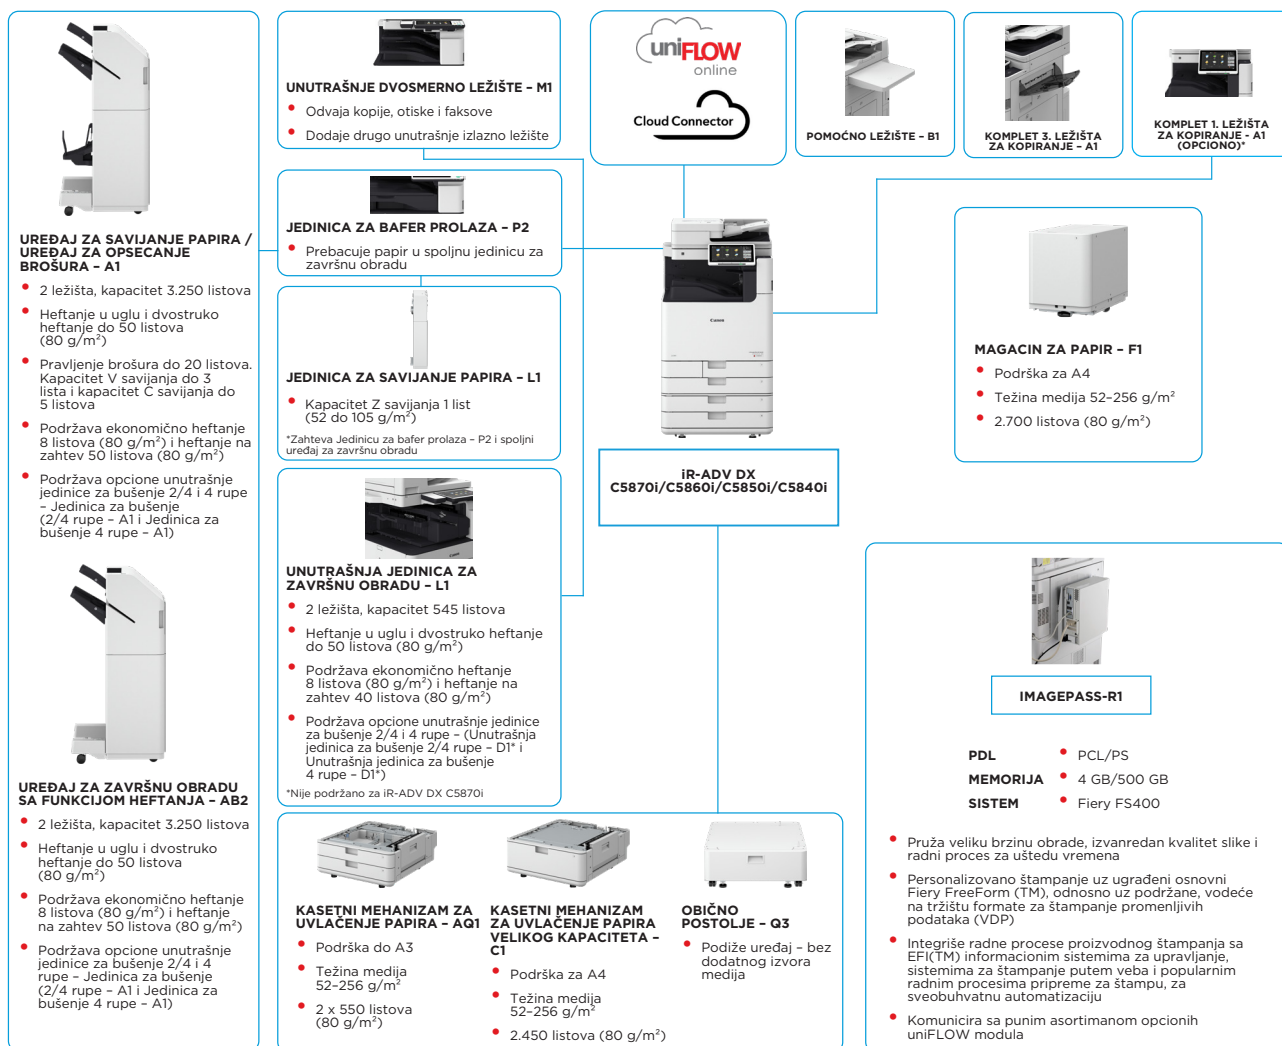 UREĐAJ ZA SAVIJANJE PAPIRA /
UREĐAJ ZA OPSECANJE
BROŠURA – A1
• 2 ležišta, kapacitet 3.250 listova
• Heftanje u uglu i dvostruko
heftanje do 50 listova
(80 g/m²)
• Pravljenje brošura do 20 listova.
Kapacitet V savijanja do 3
lista i kapacitet C savijanja do
5 listova
• Podržava ekonomično heftanje
8 listova (80 g/m²) i heftanje na
zahtev 50 listova (80 g/m²)
• Podržava opcione unutrašnje
jedinice za bušenje 2/4 i 4 rupe
– Jedinica za bušenje
(2/4 rupe – A1 i Jedinica za
bušenje 4 rupe – A1)
UREĐAJ ZA ZAVRŠNU OBRADU
SA FUNKCIJOM HEFTANJA – AB2
• 2 ležišta, kapacitet 3.250 listova
• Heftanje u uglu i dvostruko
heftanje do 50 listova
(80 g/m²)
• Podržava ekonomično heftanje
8 listova (80 g/m²) i heftanje
na zahtev 50 listova (80 g/m²)
• Podržava opcione unutrašnje
jedinice za bušenje 2/4 i 4
rupe – Jedinica za bušenje
(2/4 rupe – A1 i Jedinica za
bušenje 4 rupe – A1)
UNUTRAŠNJE DVOSMERNO LEŽIŠTE – M1
• Odvaja kopije, otiske i faksove
• Dodaje drugo unutrašnje izlazno ležište
JEDINICA ZA BAFER PROLAZA – P2
• Prebacuje papir u spoljnu jedinicu za
završnu obradu
JEDINICA ZA SAVIJANJE PAPIRA – L1
• Kapacitet Z savijanja 1 list
(52 do 105 g/m²)
*Zahteva Jedinicu za bafer prolaza – P2 i spoljni
uređaj za završnu obradu
UNUTRAŠNJA JEDINICA ZA
ZAVRŠNU OBRADU – L1
• 2 ležišta, kapacitet 545 listova
• Heftanje u uglu i dvostruko heftanje
do 50 listova (80 g/m²)
• Podržava ekonomično heftanje
8 listova (80 g/m²) i heftanje na
zahtev 40 listova (80 g/m²)
• Podržava opcione unutrašnje jedinice
za bušenje 2/4 i 4 rupe – (Unutrašnja
jedinica za bušenje 2/4 rupe – D1* i
Unutrašnja jedinica za bušenje
4 rupe – D1*)
*Nije podržano za iR-ADV DX C5870i
KASETNI MEHANIZAM ZA
UVLAČENJE PAPIRA – AQ1
• Podrška do A3
• Težina medija
52–256 g/m²
• 2 x 550 listova
(80 g/m²)
KASETNI MEHANIZAM
ZA UVLAČENJE PAPIRA
VELIKOG KAPACITETA –
C1
• Podrška za A4
• Težina medija
52–256 g/m²
• 2.450 listova (80 g/m²)
OBIČNO
POSTOLJE – Q3
• Podiže uređaj – bez
dodatnog izvora
medija
uniFLOW
online
Cloud Connector
Canon
iR-ADV DX
C5870i/C5860i/C5850i/C5840i
POMOĆNO LEŽIŠTE – B1
KOMPLET 3. LEŽIŠTA
ZA KOPIRANJE – A1
KOMPLET 1. LEŽIŠTA
ZA KOPIRANJE - A1
(OPCIONO)*
MAGACIN ZA PAPIR – F1
• Podrška za A4
• Težina medija 52–256 g/m²
• 2.700 listova (80 g/m²)
IMAGEPASS-R1
PDL • PCL/PS
MEMORIJA • 4 GB/500 GB
SISTEM • Fiery FS400
• Pruža veliku brzinu obrade, izvanredan kvalitet slike i
radni proces za uštedu vremena
• Personalizovano štampanje uz ugrađeni osnovni
Fiery FreeForm (TM), odnosno uz podržane, vodeće
na tržištu formate za štampanje promenljivih
podataka (VDP)
• Integriše radne procese proizvodnog štampanja sa
EFI(TM) informacionim sistemima za upravljanje,
sistemima za štampanje putem veba i popularnim
radnim procesima pripreme za štampu, za
sveobuhvatnu automatizaciju
• Komunicira sa punim asortimanom opcionih
uniFLOW modula